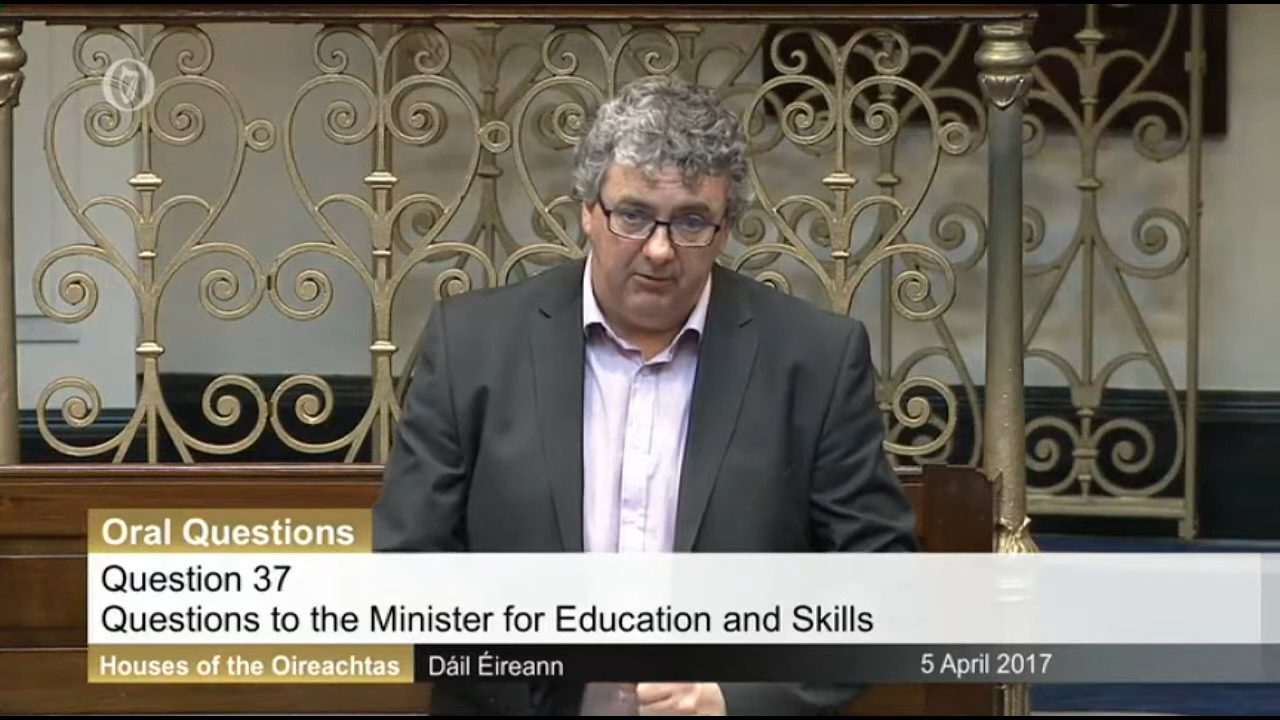 Oral Questions
Question 37
Questions to the Minister for Education and Skills
Houses of the Oireachtas Dáil Éireann 5 April 2017